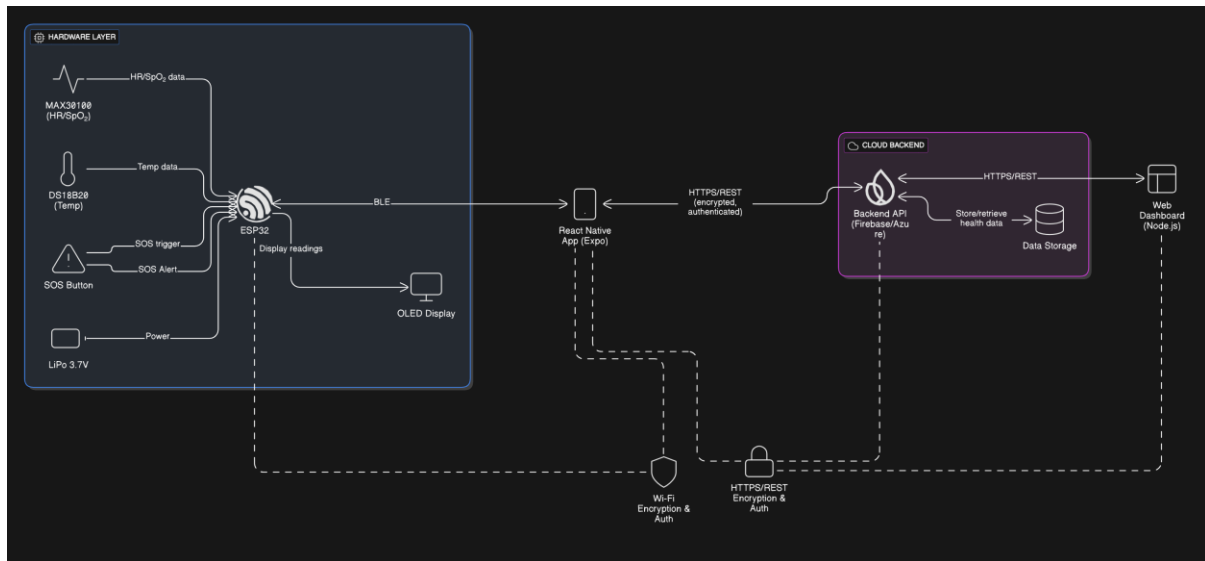 HARDWARE LAYER
HR/SpO₂ data
MAX30100
(HR/SpO₂)
Temp data
DS18B20
(Temp)
SOS trigger
SOS Alert
SOS Button
Power
LiPo 3.7V
ESP32
Display readings
OLED Display
BLE
React Native
App (Expo)
HTTPS/REST
(encrypted,
authenticated)
CLOUD BACKEND
Backend API
(Firebase/Azu
re)
Store/retrieve
health data
Data Storage
HTTPS/REST
Web
Dashboard
(Node.js)
Wi-Fi
Encryption &
Auth
HTTPS/REST
Encryption &
Auth